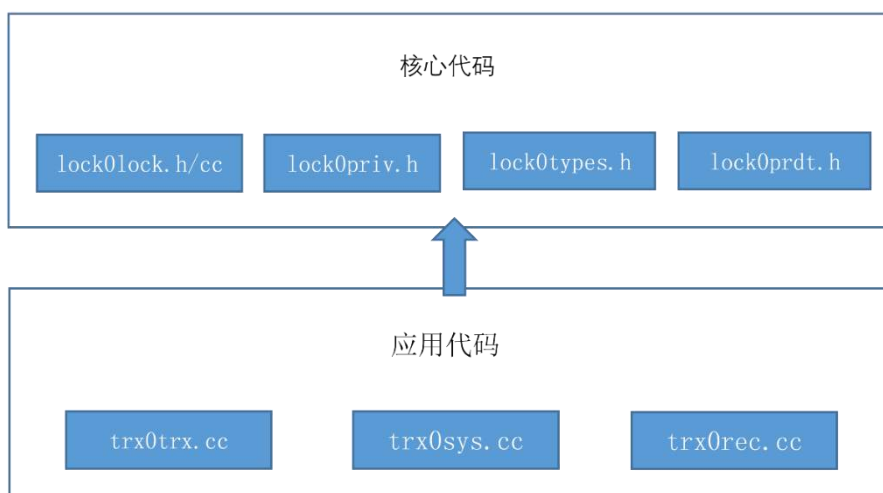 核心代码
lock0lock.h/cc
lock0priv.h
lock0types.h
lock0prdt.h
应用代码
trx0trx.cc
trx0sys.cc
trx0rec.cc